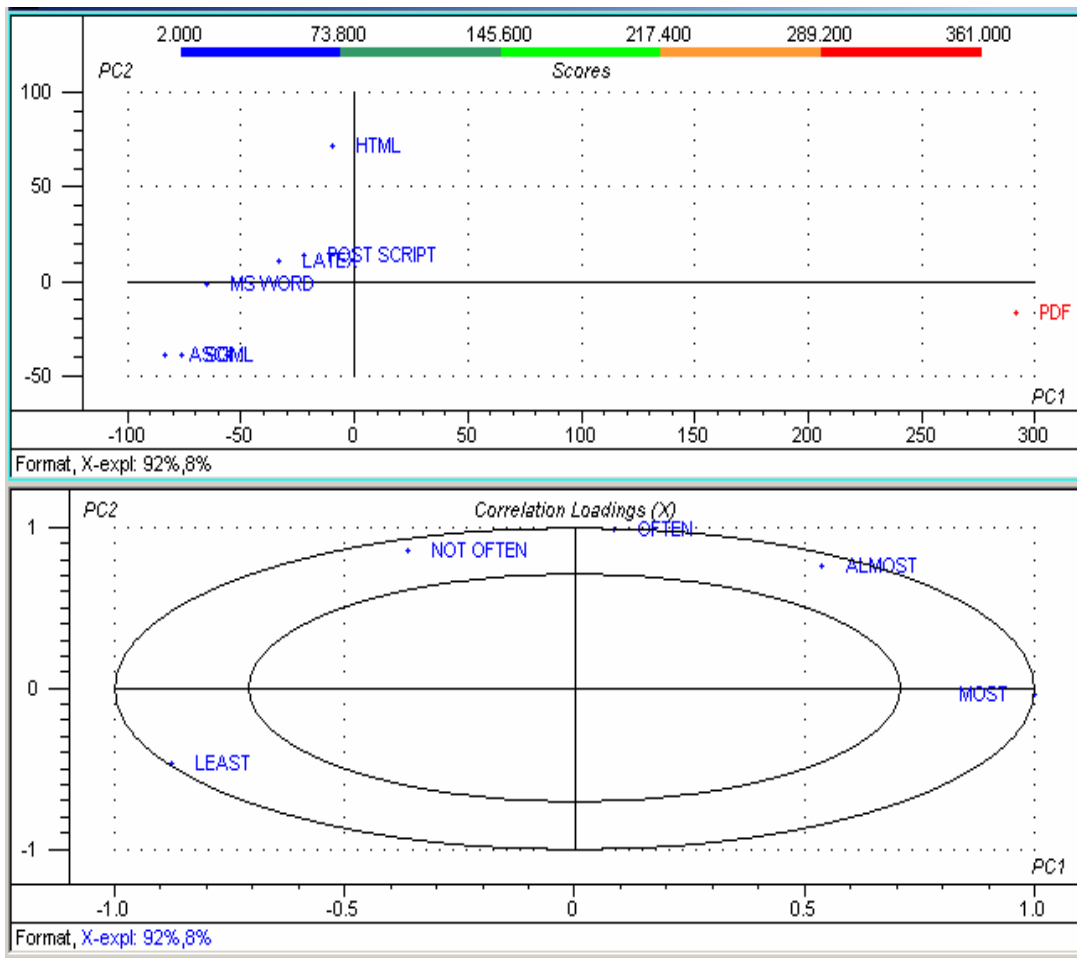 2.000 73.800 145.600 217.400 289.200 361.000
PC2 Scores
100
HTML
50
POST SCRIPT
LATEX
0 MS WORD
PDF
ASCII SGML
-50
PC1
-100 -50 0 50 100 150 200 250 300
Format, X-expl: 92%,8%
PC2 Correlation Loadings (X)
1 OFTEN
NOT OFTEN
ALMOST
0 MOST
LEAST
-1
PC1
-1.0 -0.5 0 0.5 1.0
Format, X-expl: 92%,8%